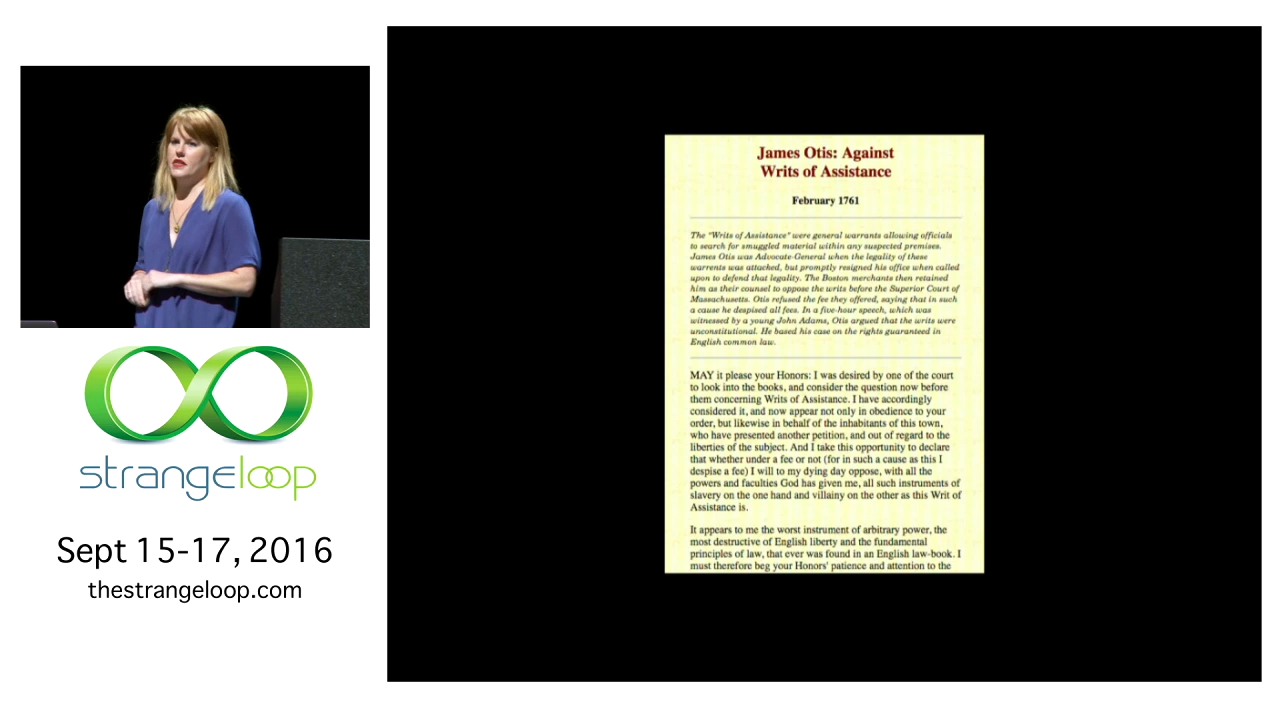 strangeloop
Sept 15-17, 2016
thestrangeloop.com
James Otis: Against
Writs of Assistance
February 1761
The "Writs of Assistance" were general warrants allowing officials
to search for smuggled material within any suspected premises.
James Otis was Advocate-General when the legality of these
warrents was attached, but promptly resigned his office when called
upon to defend that legality. The Boston merchants then retained
him as their counsel to oppose the writs before the Superior Court of
Massachusetts. Otis refused the fee they offered, saying that in such
a cause he despised all fees. In a five-hour speech, which was
witnessed by a young John Adams, Otis argued that the writs were
unconstitutional. He based his case on the rights guaranteed in
English common law.
MAY it please your Honors: I was desired by one of the court
to look into the books, and consider the question now before
them concerning Writs of Assistance. I have accordingly
considered it, and now appear not only in obedience to your
order, but likewise in behalf of the inhabitants of this town,
who have presented another petition, and out of regard to the
liberties of the subject. And I take this opportunity to declare
that whether under a fee or not (for in such a cause as this I
despise a fee) I will to my dying day oppose, with all the
powers and faculties God has given me, all such instruments of
slavery on the one hand and villainy on the other as this Writ of
Assistance is.
It appears to me the worst instrument of arbitrary power, the
most destructive of English liberty and the fundamental
principles of law, that ever was found in an English law-book. I
must therefore beg your Honors' patience and attention to the